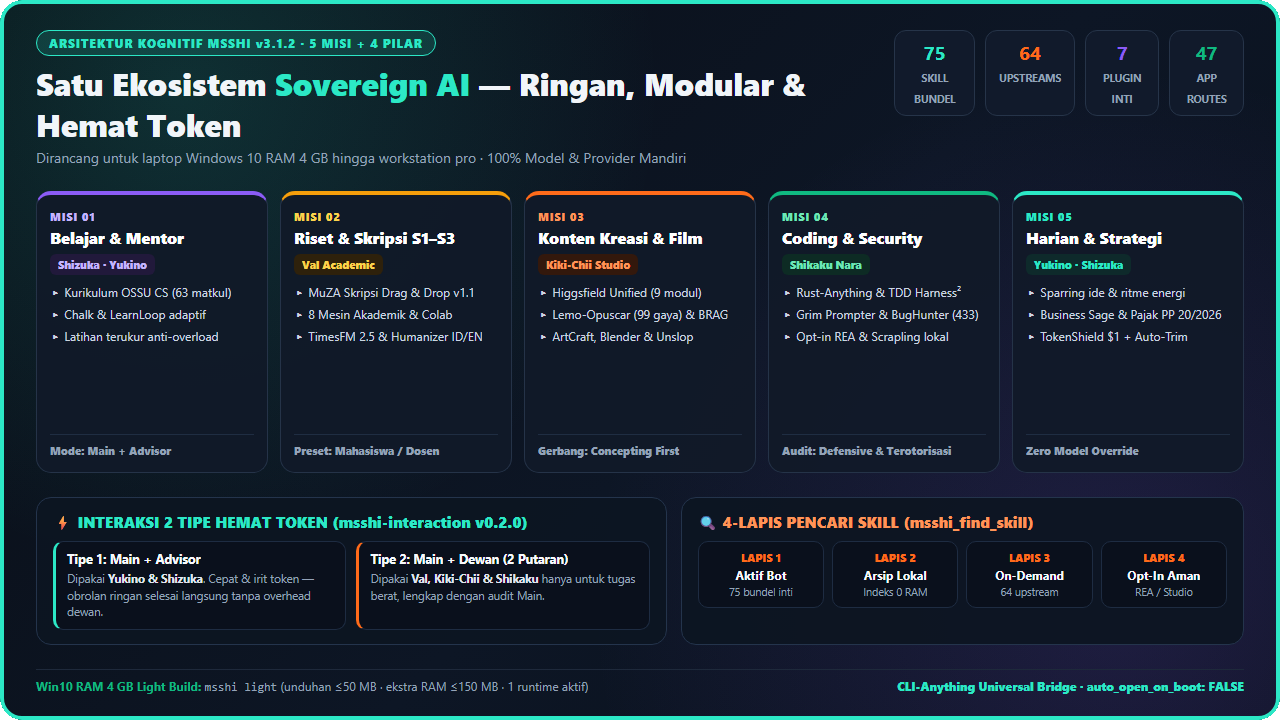 ARSITEKTUR KOGNITIF MSSHI v3.1.2 · 5 MISI + 4 PILAR
Satu Ekosistem Sovereign AI — Ringan, Modular &
Hemat Token
Dirancang untuk laptop Windows 10 RAM 4 GB hingga workstation pro · 100% Model & Provider Mandiri
75
SKILL
BUNDEL
64
UPSTREAMS
7
PLUGIN
INTI
47
APP
ROUTES
MISI 01
Belajar & Mentor
Shizuka · Yukino
▸ Kurikulum OSSU CS (63 matkul)
▸ Chalk & LearnLoop adaptif
▸ Latihan terukur anti-overload
Mode: Main + Advisor
MISI 02
Riset & Skripsi S1–S3
Val Academic
▸ MuZA Skripsi Drag & Drop v1.1
▸ 8 Mesin Akademik & Colab
▸ TimesFM 2.5 & Humanizer ID/EN
Preset: Mahasiswa / Dosen
MISI 03
Konten Kreasi & Film
Kiki-Chii Studio
▸ Higgsfield Unified (9 modul)
▸ Lemo-Opuscar (99 gaya) & BRAG
▸ ArtCraft, Blender & Unslop
Gerbang: Concepting First
MISI 04
Coding & Security
Shikaku Nara
▸ Rust-Anything & TDD Harness²
▸ Grim Prompter & BugHunter (433)
▸ Opt-in REA & Scrapling lokal
Audit: Defensive & Terotorisasi
MISI 05
Harian & Strategi
Yukino · Shizuka
▸ Sparring ide & ritme energi
▸ Business Sage & Pajak PP 20/2026
▸ TokenShield $1 + Auto-Trim
Zero Model Override
⚡ INTERAKSI 2 TIPE HEMAT TOKEN (msshi-interaction v0.2.0)
Tipe 1: Main + Advisor
Dipakai Yukino & Shizuka. Cepat & irit token —
obrolan ringan selesai langsung tanpa overhead
dewan.
Tipe 2: Main + Dewan (2 Putaran)
Dipakai Val, Kiki-Chii & Shikaku hanya untuk tugas
berat, lengkap dengan audit Main.
🔍 4-LAPIS PENCARI SKILL (msshi_find_skill)
LAPIS 1
Aktif Bot
75 bundel inti
LAPIS 2
Arsip Lokal
Indeks 0 RAM
LAPIS 3
On-Demand
64 upstream
LAPIS 4
Opt-In Aman
REA / Studio
Win10 RAM 4 GB Light Build: msshi light (unduhan ≤50 MB · ekstra RAM ≤150 MB · 1 runtime aktif)
CLI-Anything Universal Bridge · auto_open_on_boot: FALSE